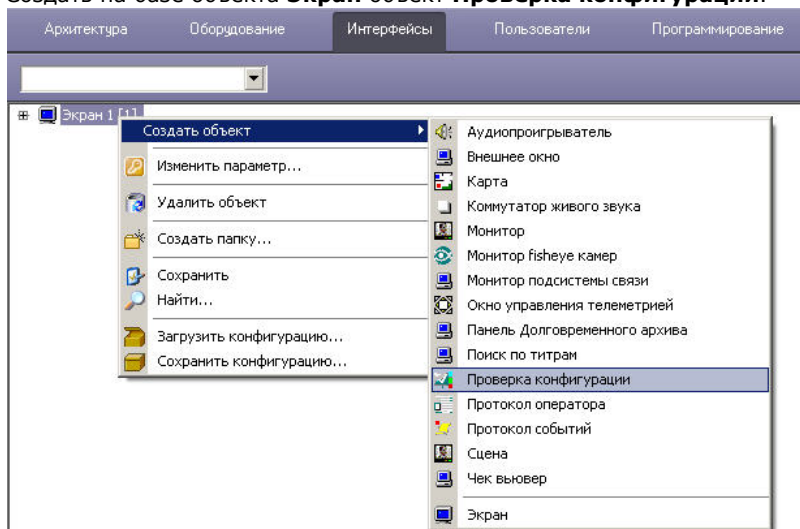 Создать на базе объекта Экран объект Проверка конфигурации.
Архитектура Оборудование Интерфейсы Пользователи Программирование
Экран 1 [1]
Создать объект
Изменить параметр...
Удалить объект
Создать папку...
Сохранить
Найти...
Загрузить конфигурацию...
Сохранить конфигурацию...
Аудиопроигрыватель
Внешнее окно
Карта
Коммутатор живого звука
Монитор
Монитор fisheye камер
Монитор подсистемы связи
Окно управления телеметрией
Панель Долговременного архива
Поиск по титрам
Проверка конфигурации
Протокол оператора
Протокол событий
Сцена
Чек вьювер
Экран